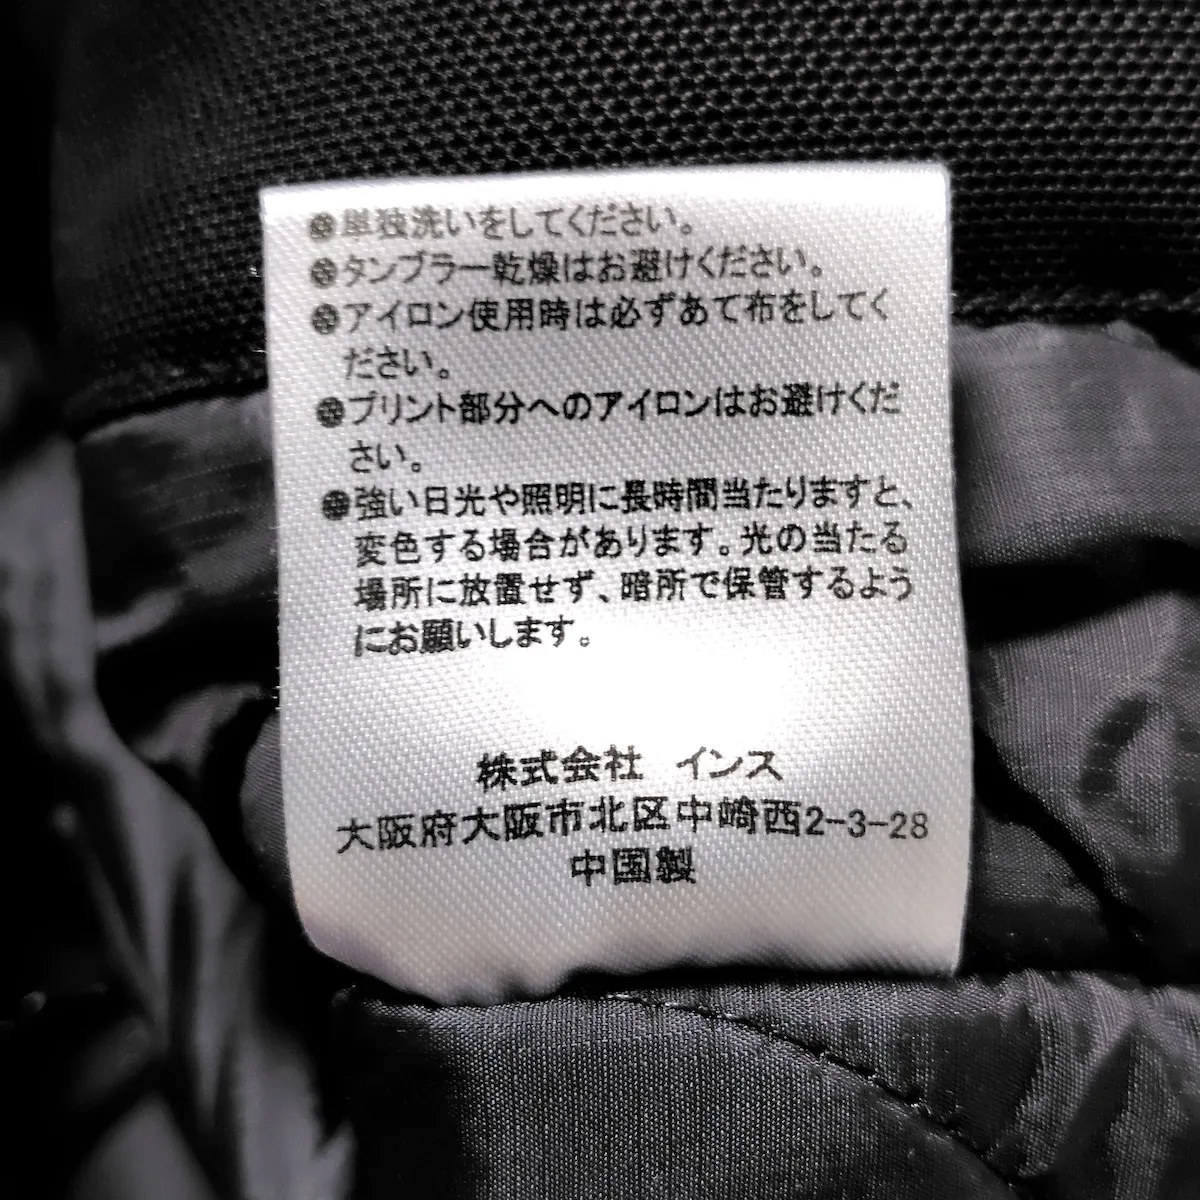 ●単独洗いをしてください。
●タンブラー乾燥はお避けください。
●アイロン使用時は必ずあて布をしてく
ださい。
●プリント部分へのアイロンはお避けくだ
さい。
●強い日光や照明に長時間当たりますと、
変色する場合があります。光の当たる
場所に放置せず、暗所で保管するよう
にお願いします。
株式会社 インス
大阪府大阪市北区中崎西2-3-28
中国製